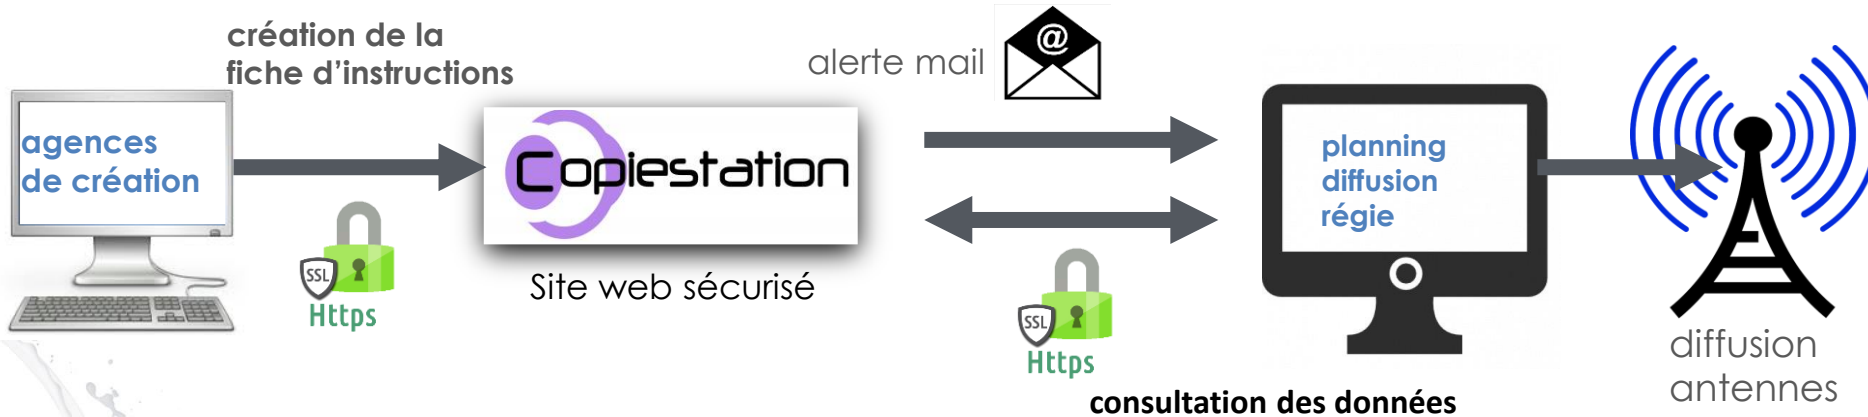 création de la
fiche d’instructions
agences
de création
SSL
Https
Copiestation
Site web sécurisé
alerte mail
@
SSL
Https
consultation des données
planning
diffusion
régie
diffusion
antennes